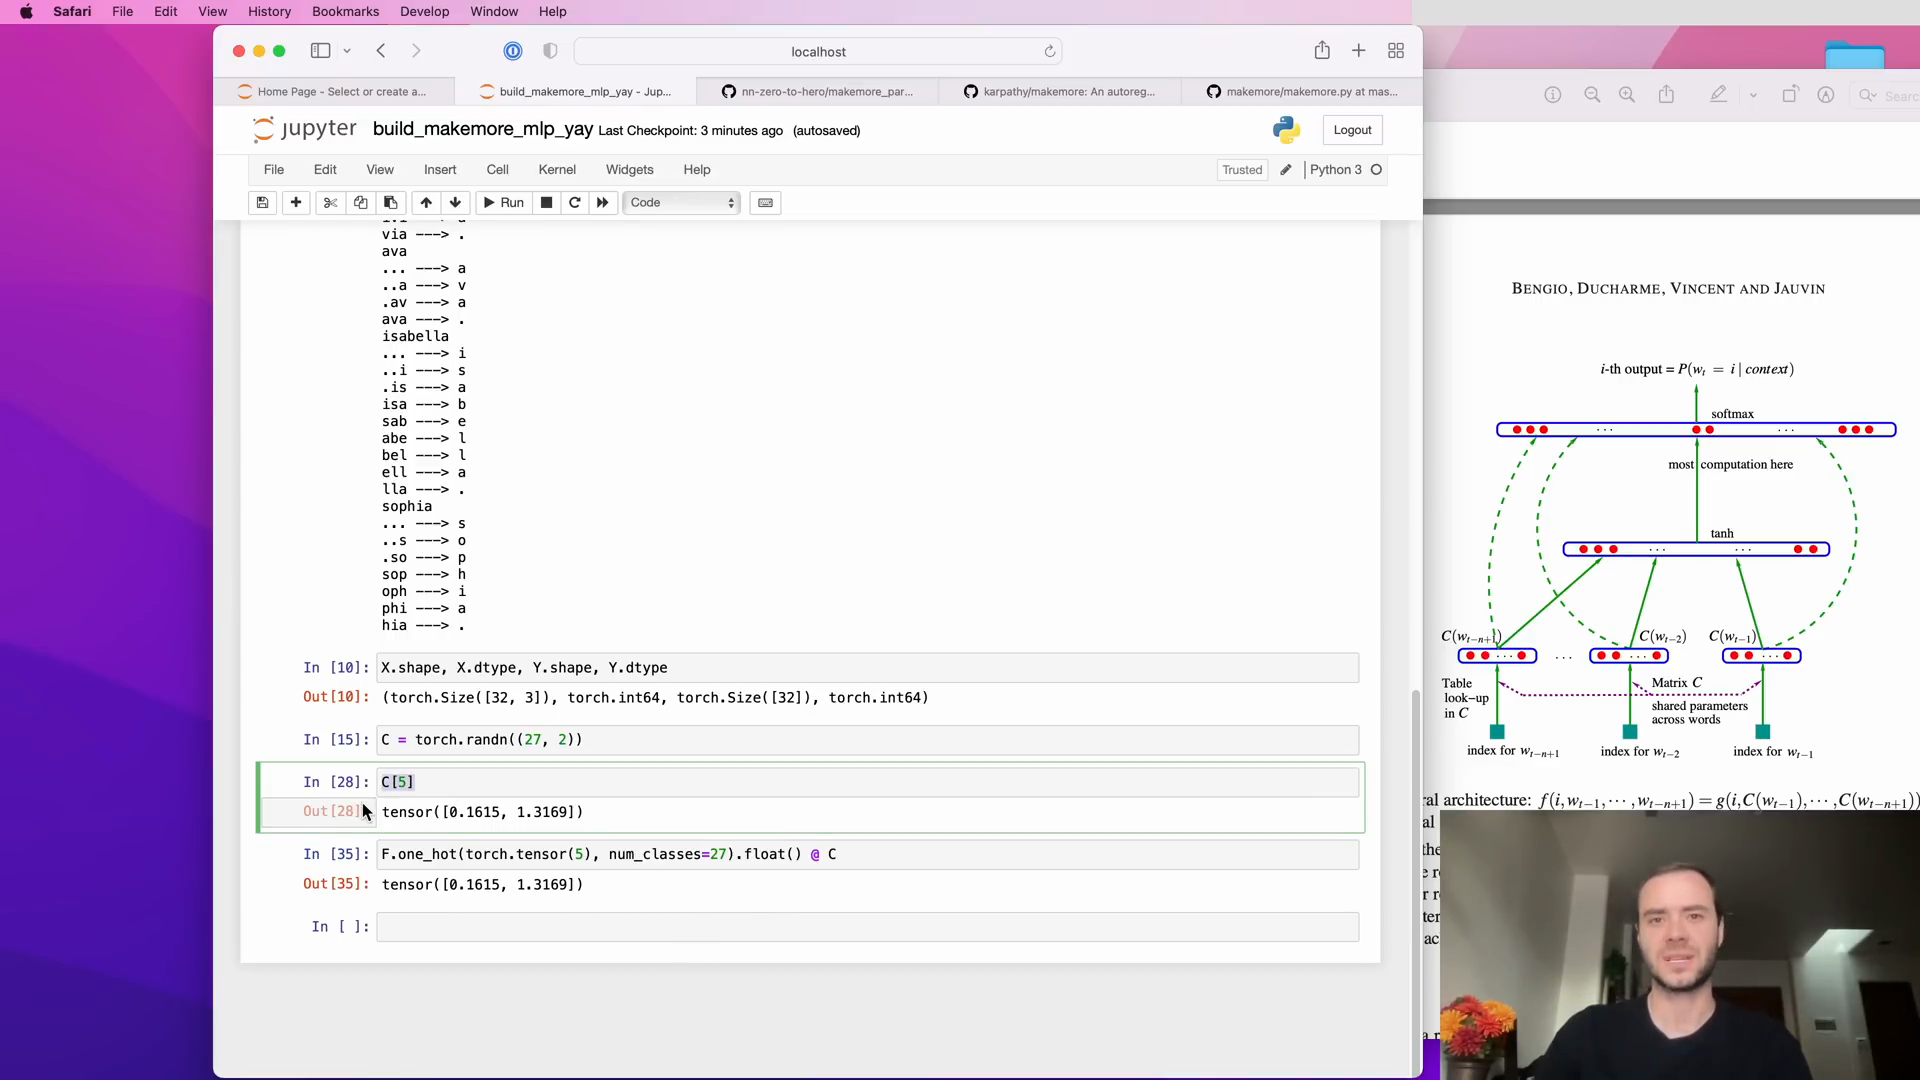 Safari File Edit View History Bookmarks Develop Window Help
localhost
Home Page - Select or create a...
build_makemore_mlp_yay - Jup...
nn-zero-to-hero/makemore_par...
karpathy/makemore: An autoreg...
makemore/makemore.py at mas...
Search
jupyter build_makemore_mlp_yay Last Checkpoint: 3 minutes ago (autosaved)
Logout
File Edit View Insert Cell Kernel Widgets Help
Trusted
Python 3
Run
Code
via ---> .
ava
... ---> a
..a ---> v
.av ---> a
ava ---> .
isabella
... ---> i
..i ---> s
.is ---> a
isa ---> b
sab ---> e
abe ---> l
bel ---> l
ell ---> a
lla ---> .
sophia
... ---> s
..s ---> o
.so ---> p
sop ---> h
oph ---> i
phi ---> a
hia ---> .
In [10]: X.shape, X.dtype, Y.shape, Y.dtype
Out[10]: (torch.Size([32, 3]), torch.int64, torch.Size([32]), torch.int64)
In [15]: C = torch.randn((27, 2))
In [28]: C[5]
Out[28]: tensor([0.1615, 1.3169])
In [35]: F.one_hot(torch.tensor(5), num_classes=27).float() @ C
Out[35]: tensor([0.1615, 1.3169])
In [ ]:
BENGIO, DUCHARME, VINCENT AND JAUVIN
i-th output = P(w_t = i | context)
softmax
. . .
. . .
most computation here
tanh
. . .
. . .
C(w_{t−n+1})
C(w_{t−2})
C(w_{t−1})
. . .
Table
look−up
in C
Matrix C
shared parameters
across words
index for w_{t−n+1}
index for w_{t−2}
index for w_{t−1}
ral architecture: f(i, w_{t−1}, ··· , w_{t−n+1}) = g(i, C(w_{t−1}), ··· , C(w_{t−n+1}))